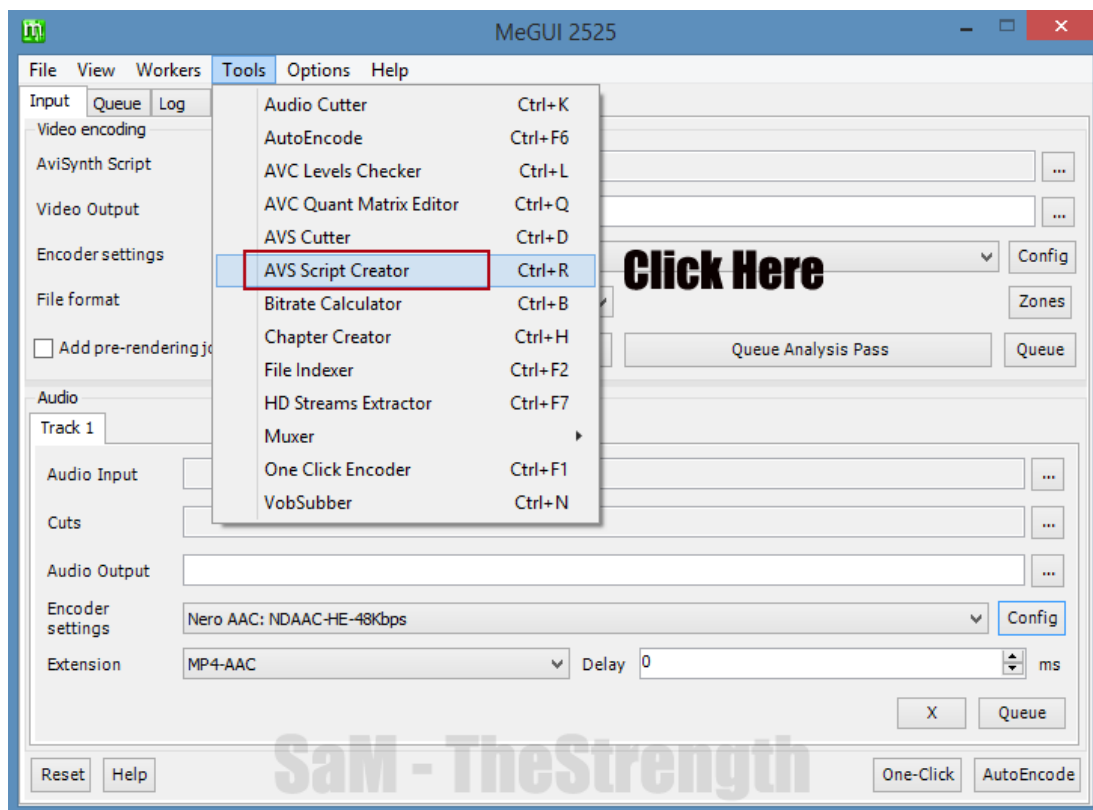 MeGUI 2525
File View Workers Tools Options Help
Input Queue Log
Video encoding
AviSynth Script ...
Video Output ...
Encoder settings Config
File format Zones
Add pre-rendering jo Queue Analysis Pass Queue
Audio Cutter Ctrl+K
AutoEncode Ctrl+F6
AVC Levels Checker Ctrl+L
AVC Quant Matrix Editor Ctrl+Q
AVS Cutter Ctrl+D
AVS Script Creator Ctrl+R
Click Here
Bitrate Calculator Ctrl+B
Chapter Creator Ctrl+H
File Indexer Ctrl+F2
HD Streams Extractor Ctrl+F7
Muxer
One Click Encoder Ctrl+F1
VobSubber Ctrl+N
Audio
Track 1
Audio Input ...
Cuts ...
Audio Output ...
Encoder
settings Nero AAC: NDAAC-HE-48Kbps Config
Extension MP4-AAC Delay 0 ms
X Queue
SaM - TheStrength
Reset Help One-Click AutoEncode